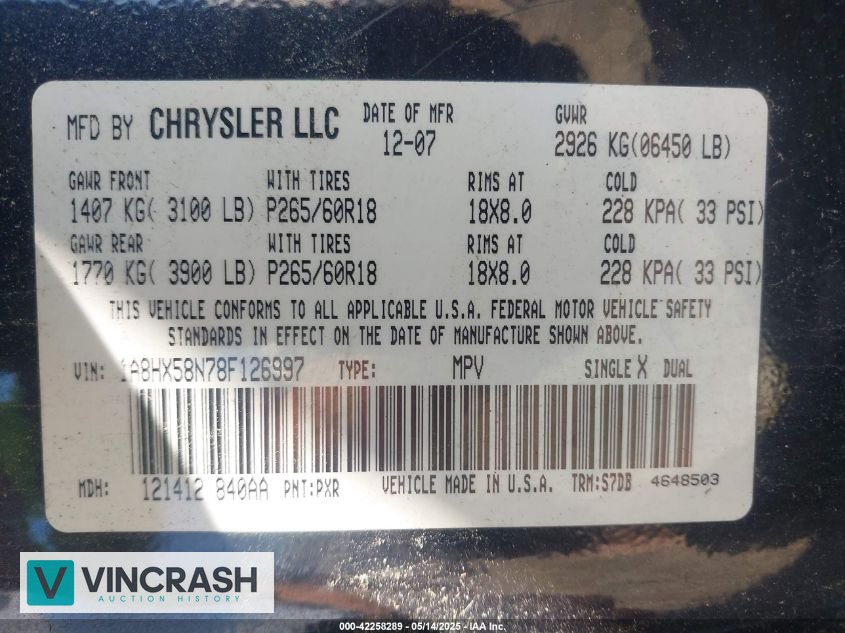 MFD BY CHRYSLER LLC DATE OF MFR GVWR
12-07 2926 KG(06450 LB)
GAWR FRONT WITH TIRES RIMS AT COLD
1407 KG( 3100 LB) P265/60R18 18X8.0 228 KPA( 33 PSI)
GAWR REAR WITH TIRES RIMS AT COLD
1770 KG( 3900 LB) P265/60R18 18X8.0 228 KPA( 33 PSI)
THIS VEHICLE CONFORMS TO ALL APPLICABLE U.S.A. FEDERAL MOTOR VEHICLE SAFETY
STANDARDS IN EFFECT ON THE DATE OF MANUFACTURE SHOWN ABOVE.
VIN: 1A8HX58N78F126997 TYPE: MPV SINGLE X DUAL
MDH: 121412 840AA PNT:PXR VEHICLE MADE IN U.S.A. TRM:S7DB 4648503
V VINCRASH
AUCTION HISTORY
000-42258289 - 05/14/2025 - IAA Inc.